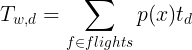 T_{w,d} = \sum_{f \in flights} p(x) t_d